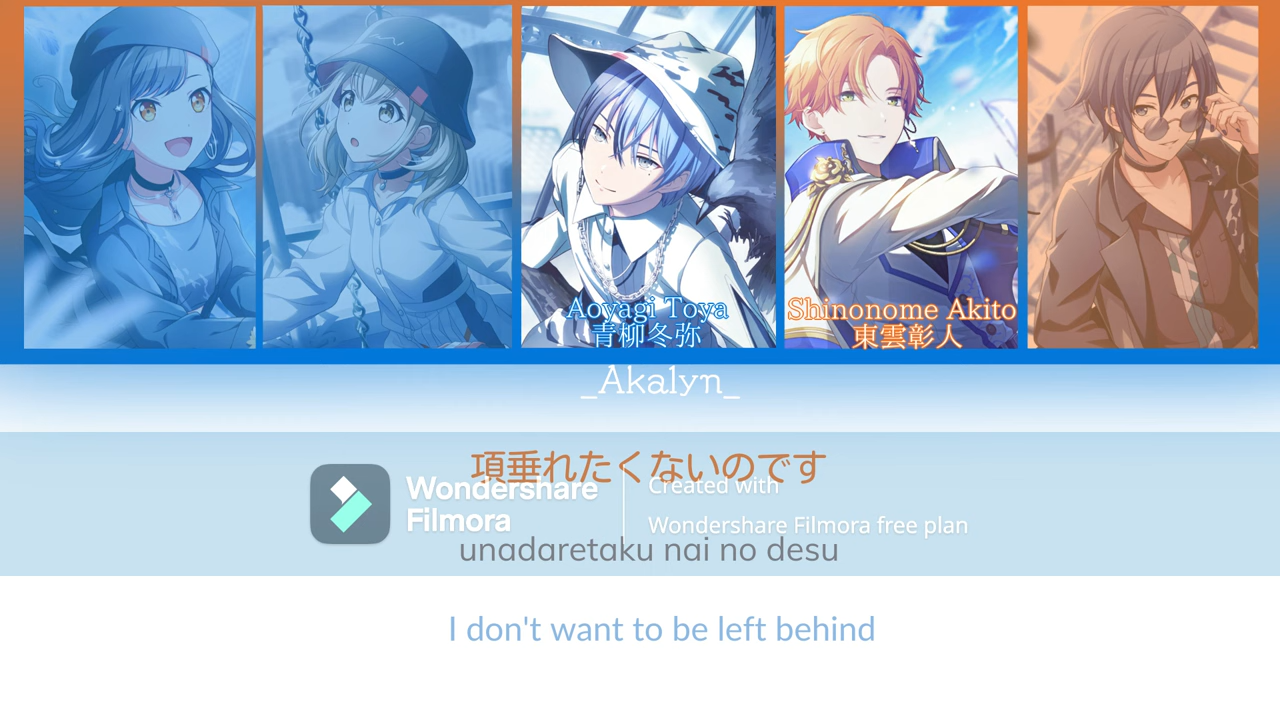 Aoyagi Toya
青柳冬弥
Shinonome Akito
東雲彰人
_Akalyn_
項垂れたくないのです
Wondershare
Filmora
Created with
Wondershare Filmora free plan
unadaretaku nai no desu
I don't want to be left behind